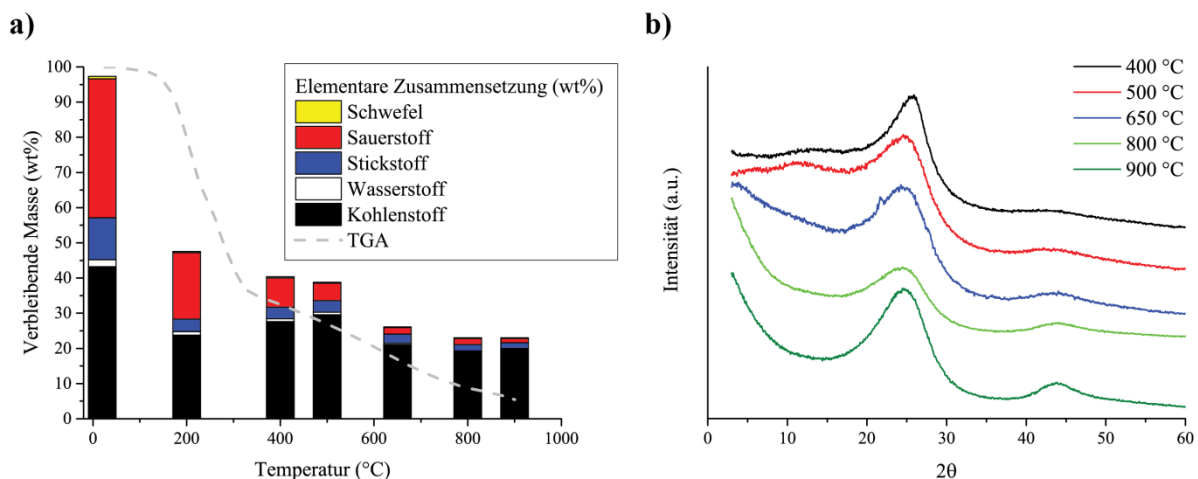 a)
Verbleibende Masse (wt%)
100
90
80
70
60
50
40
30
20
10
0
0
200
400
600
800
1000
Temperatur (°C)
Elementare Zusammensetzung (wt%)
Schwefel
Sauerstoff
Stickstoff
Wasserstoff
Kohlenstoff
TGA
b)
Intensität (a.u.)
400 °C
500 °C
650 °C
800 °C
900 °C
0
10
20
30
40
50
60
2θ